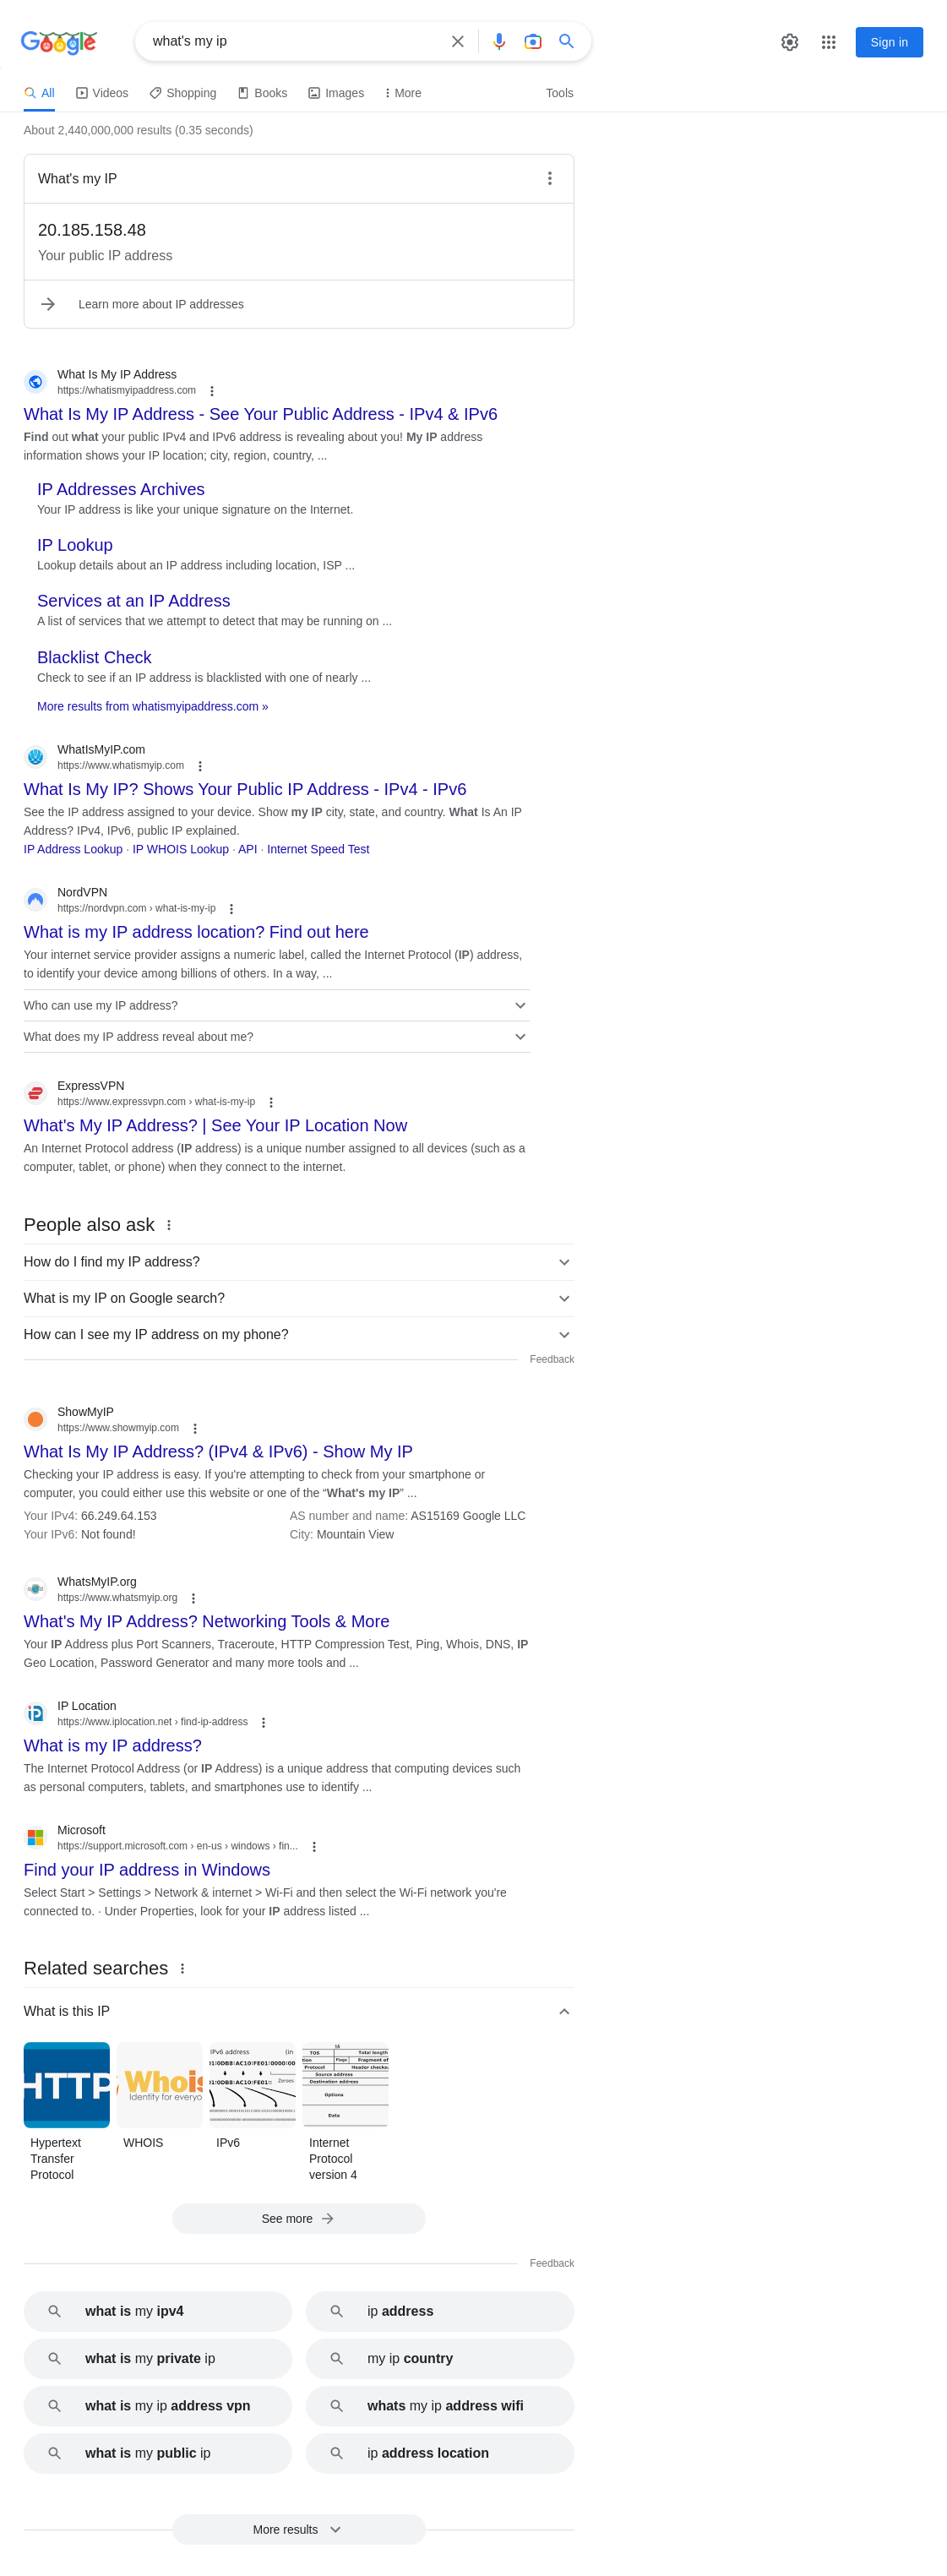 Google
what's my ip
Sign in
All
Videos
Shopping
Books
Images
More
Tools
About 2,440,000,000 results (0.35 seconds)
What's my IP
20.185.158.48
Your public IP address
Learn more about IP addresses
What Is My IP Address
https://whatismyipaddress.com
What Is My IP Address - See Your Public Address - IPv4 & IPv6
Find out what your public IPv4 and IPv6 address is revealing about you! My IP address
information shows your IP location; city, region, country, ...
IP Addresses Archives
Your IP address is like your unique signature on the Internet.
IP Lookup
Lookup details about an IP address including location, ISP ...
Services at an IP Address
A list of services that we attempt to detect that may be running on ...
Blacklist Check
Check to see if an IP address is blacklisted with one of nearly ...
More results from whatismyipaddress.com »
WhatIsMyIP.com
https://www.whatismyip.com
What Is My IP? Shows Your Public IP Address - IPv4 - IPv6
See the IP address assigned to your device. Show my IP city, state, and country. What Is An IP
Address? IPv4, IPv6, public IP explained.
IP Address Lookup · IP WHOIS Lookup · API · Internet Speed Test
NordVPN
https://nordvpn.com › what-is-my-ip
What is my IP address location? Find out here
Your internet service provider assigns a numeric label, called the Internet Protocol (IP) address,
to identify your device among billions of others. In a way, ...
Who can use my IP address?
What does my IP address reveal about me?
ExpressVPN
https://www.expressvpn.com › what-is-my-ip
What's My IP Address? | See Your IP Location Now
An Internet Protocol address (IP address) is a unique number assigned to all devices (such as a
computer, tablet, or phone) when they connect to the internet.
People also ask
How do I find my IP address?
What is my IP on Google search?
How can I see my IP address on my phone?
Feedback
ShowMyIP
https://www.showmyip.com
What Is My IP Address? (IPv4 & IPv6) - Show My IP
Checking your IP address is easy. If you're attempting to check from your smartphone or
computer, you could either use this website or one of the “What's my IP” ...
Your IPv4: 66.249.64.153
AS number and name: AS15169 Google LLC
Your IPv6: Not found!
City: Mountain View
WhatsMyIP.org
https://www.whatsmyip.org
What's My IP Address? Networking Tools & More
Your IP Address plus Port Scanners, Traceroute, HTTP Compression Test, Ping, Whois, DNS, IP
Geo Location, Password Generator and many more tools and ...
IP Location
https://www.iplocation.net › find-ip-address
What is my IP address?
The Internet Protocol Address (or IP Address) is a unique address that computing devices such
as personal computers, tablets, and smartphones use to identify ...
Microsoft
https://support.microsoft.com › en-us › windows › fin...
Find your IP address in Windows
Select Start > Settings > Network & internet > Wi-Fi and then select the Wi-Fi network you're
connected to. · Under Properties, look for your IP address listed ...
Related searches
What is this IP
HTTP
Whois
Identity for everyo
IPv6 address (in
Zeroes
16
TOS Total length
Flags Fragment of
Protocol Header checksu
Source address
Destination address
Options
Data
Hypertext
Transfer
Protocol
WHOIS
IPv6
Internet
Protocol
version 4
See more
Feedback
what is my ipv4
ip address
what is my private ip
my ip country
what is my ip address vpn
whats my ip address wifi
what is my public ip
ip address location
More results